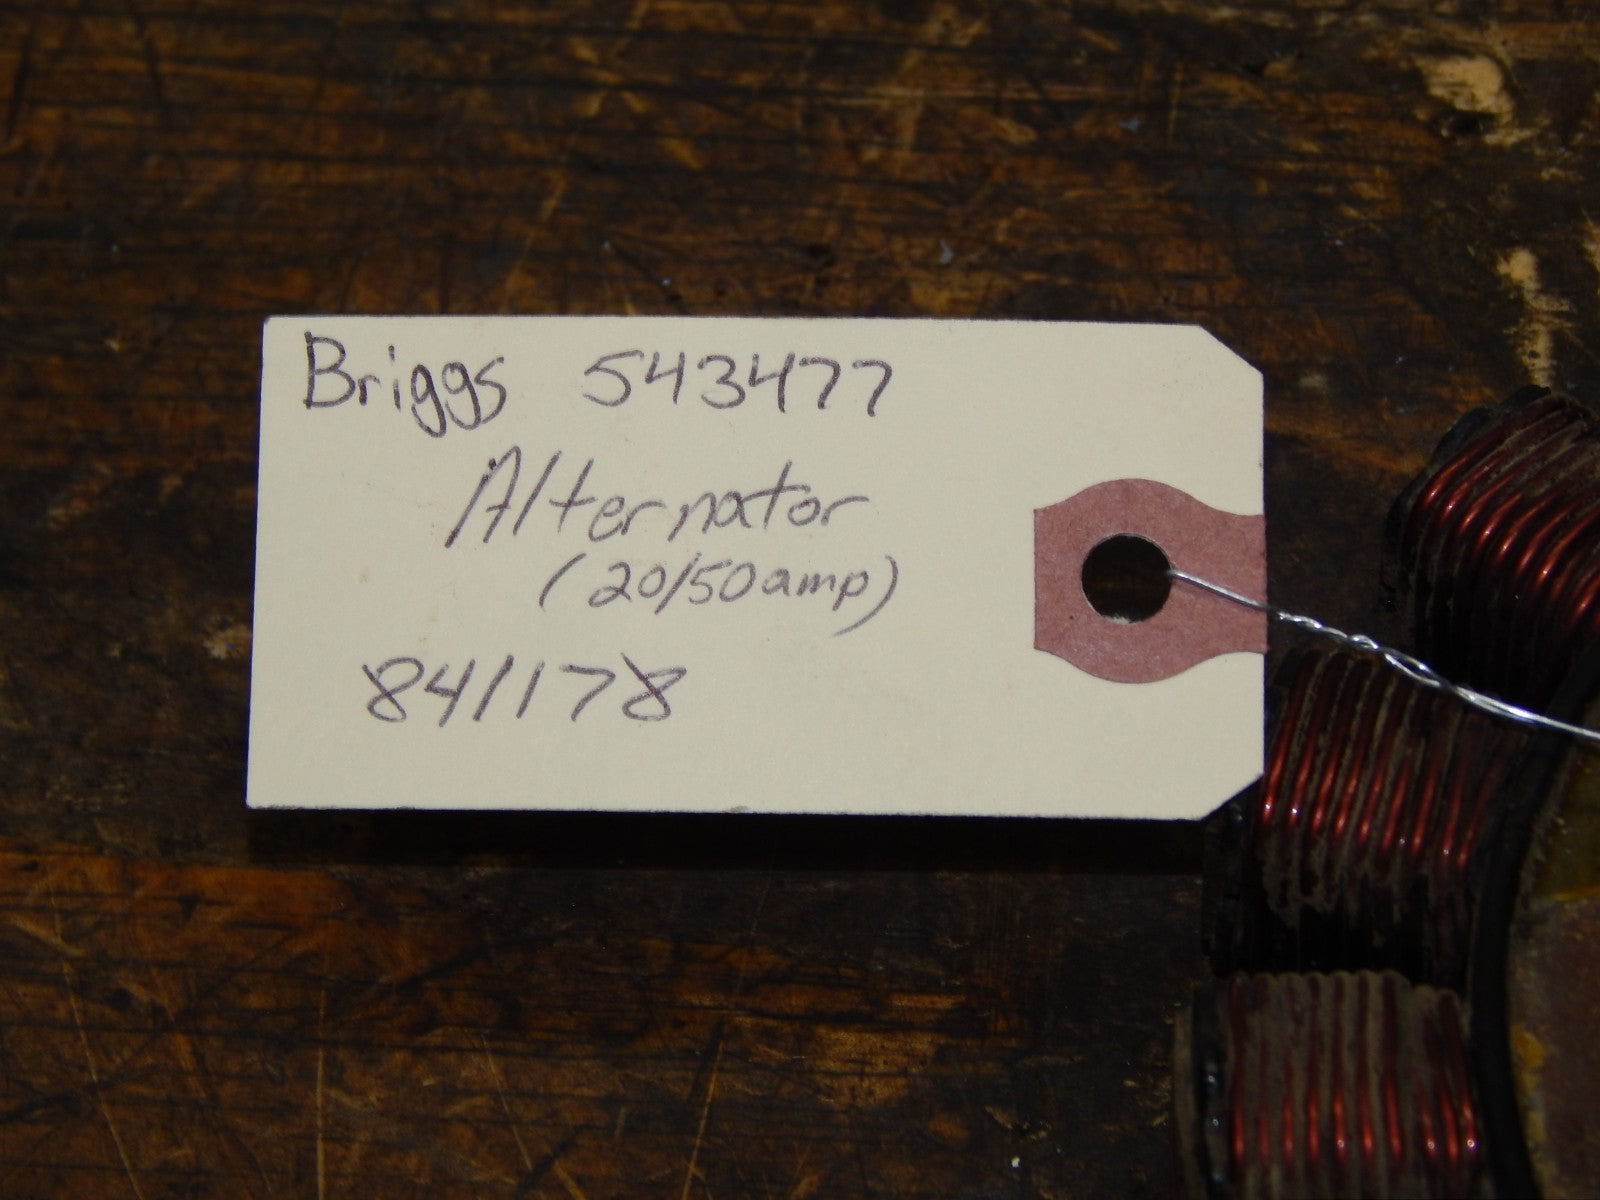 Briggs 543477
Alternator
(20/50amp)
841178